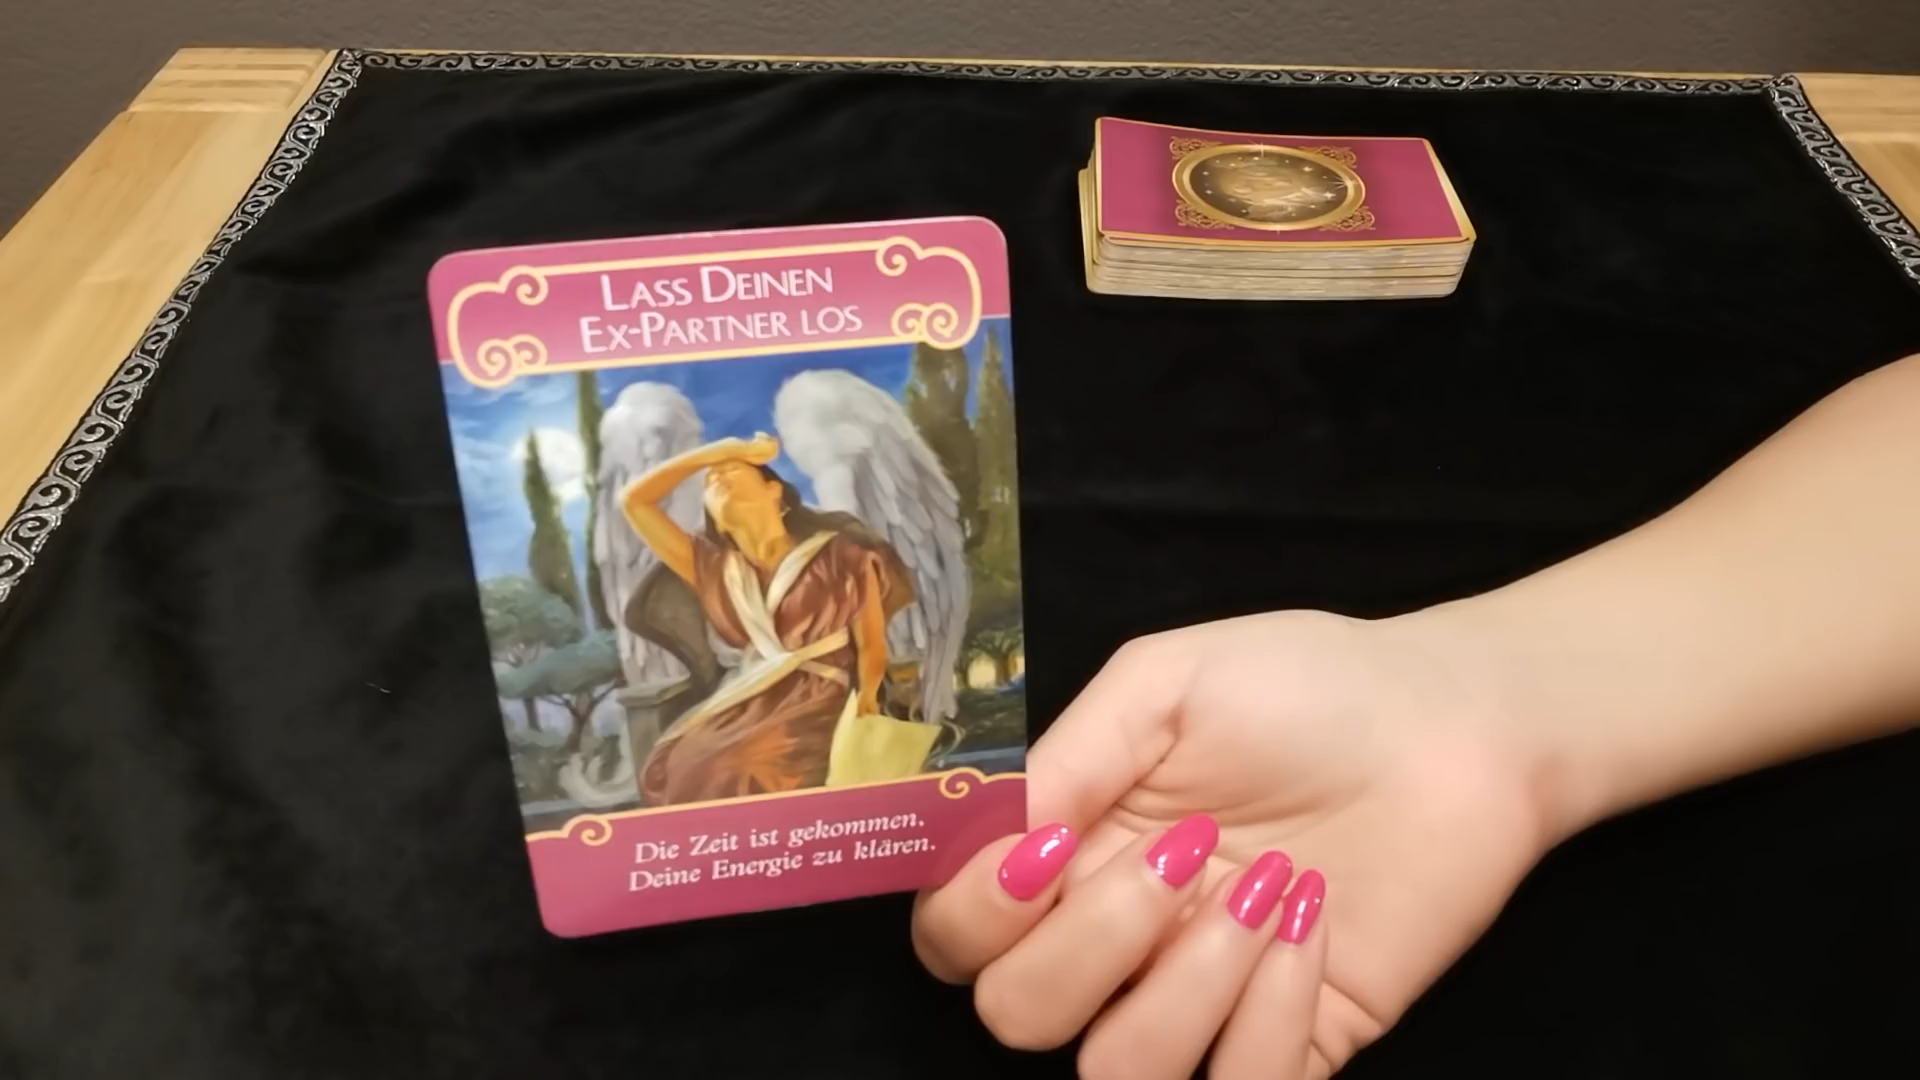 LASS DEINEN
EX-PARTNER LOS
Die Zeit ist gekommen.
Deine Energie zu klären.